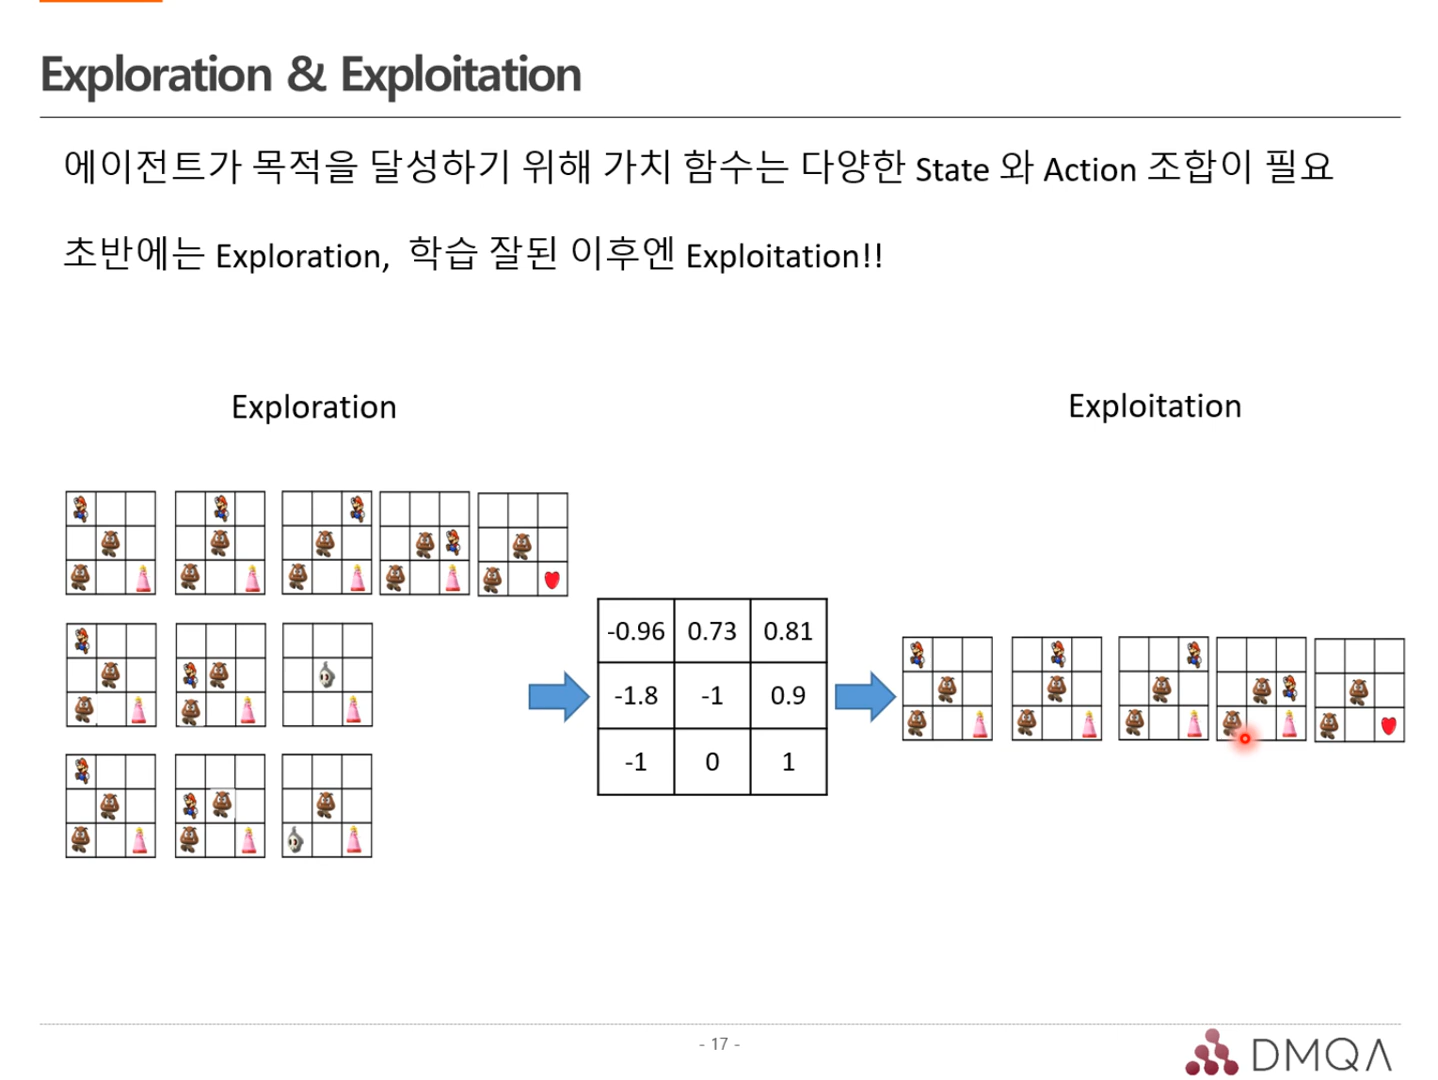 Exploration & Exploitation
에이전트가 목적을 달성하기 위해 가치 함수는 다양한 State 와 Action 조합이 필요
초반에는 Exploration, 학습 잘된 이후엔 Exploitation!!
Exploration
Exploitation
-0.96 0.73 0.81
-1.8 -1 0.9
-1 0 1
- 17 -
DMQA